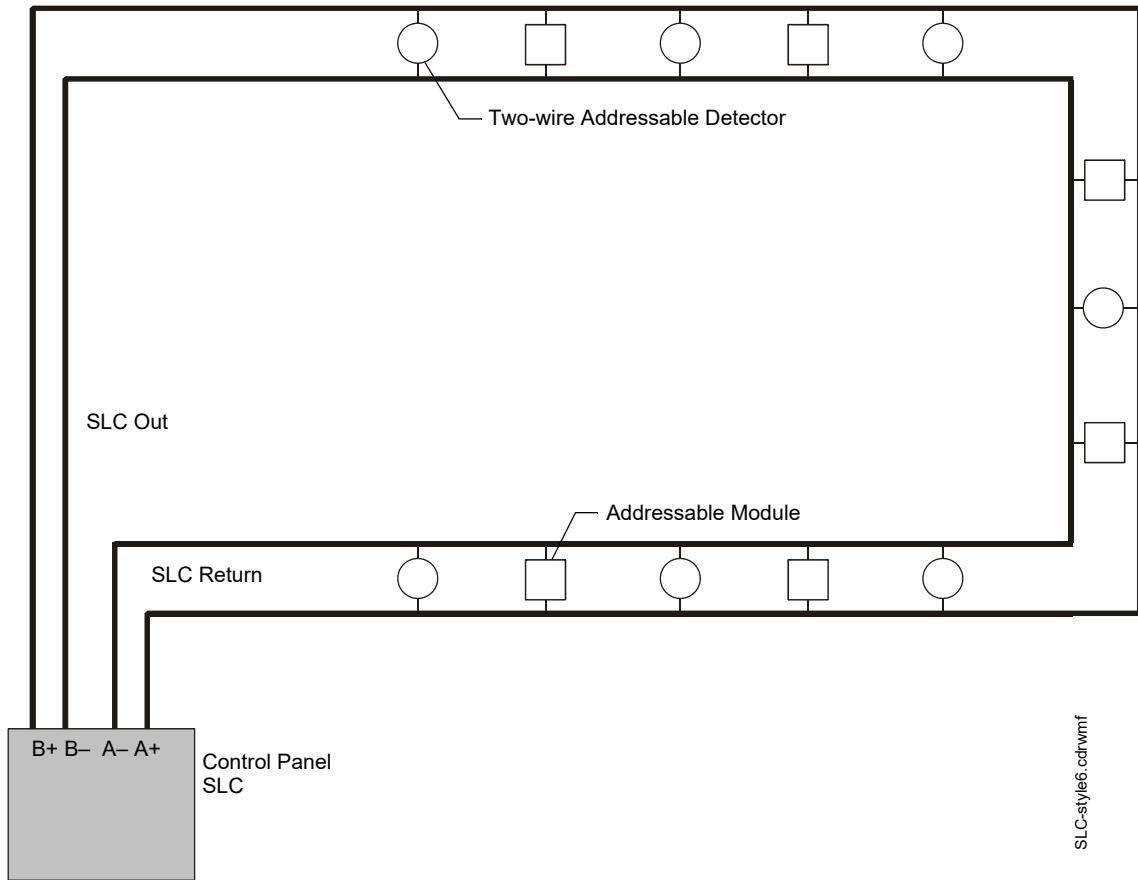 Two-wire Addressable Detector
SLC Out
Addressable Module
SLC Return
B+ B– A– A+
Control Panel
SLC
SLC-style6.cdrwmf